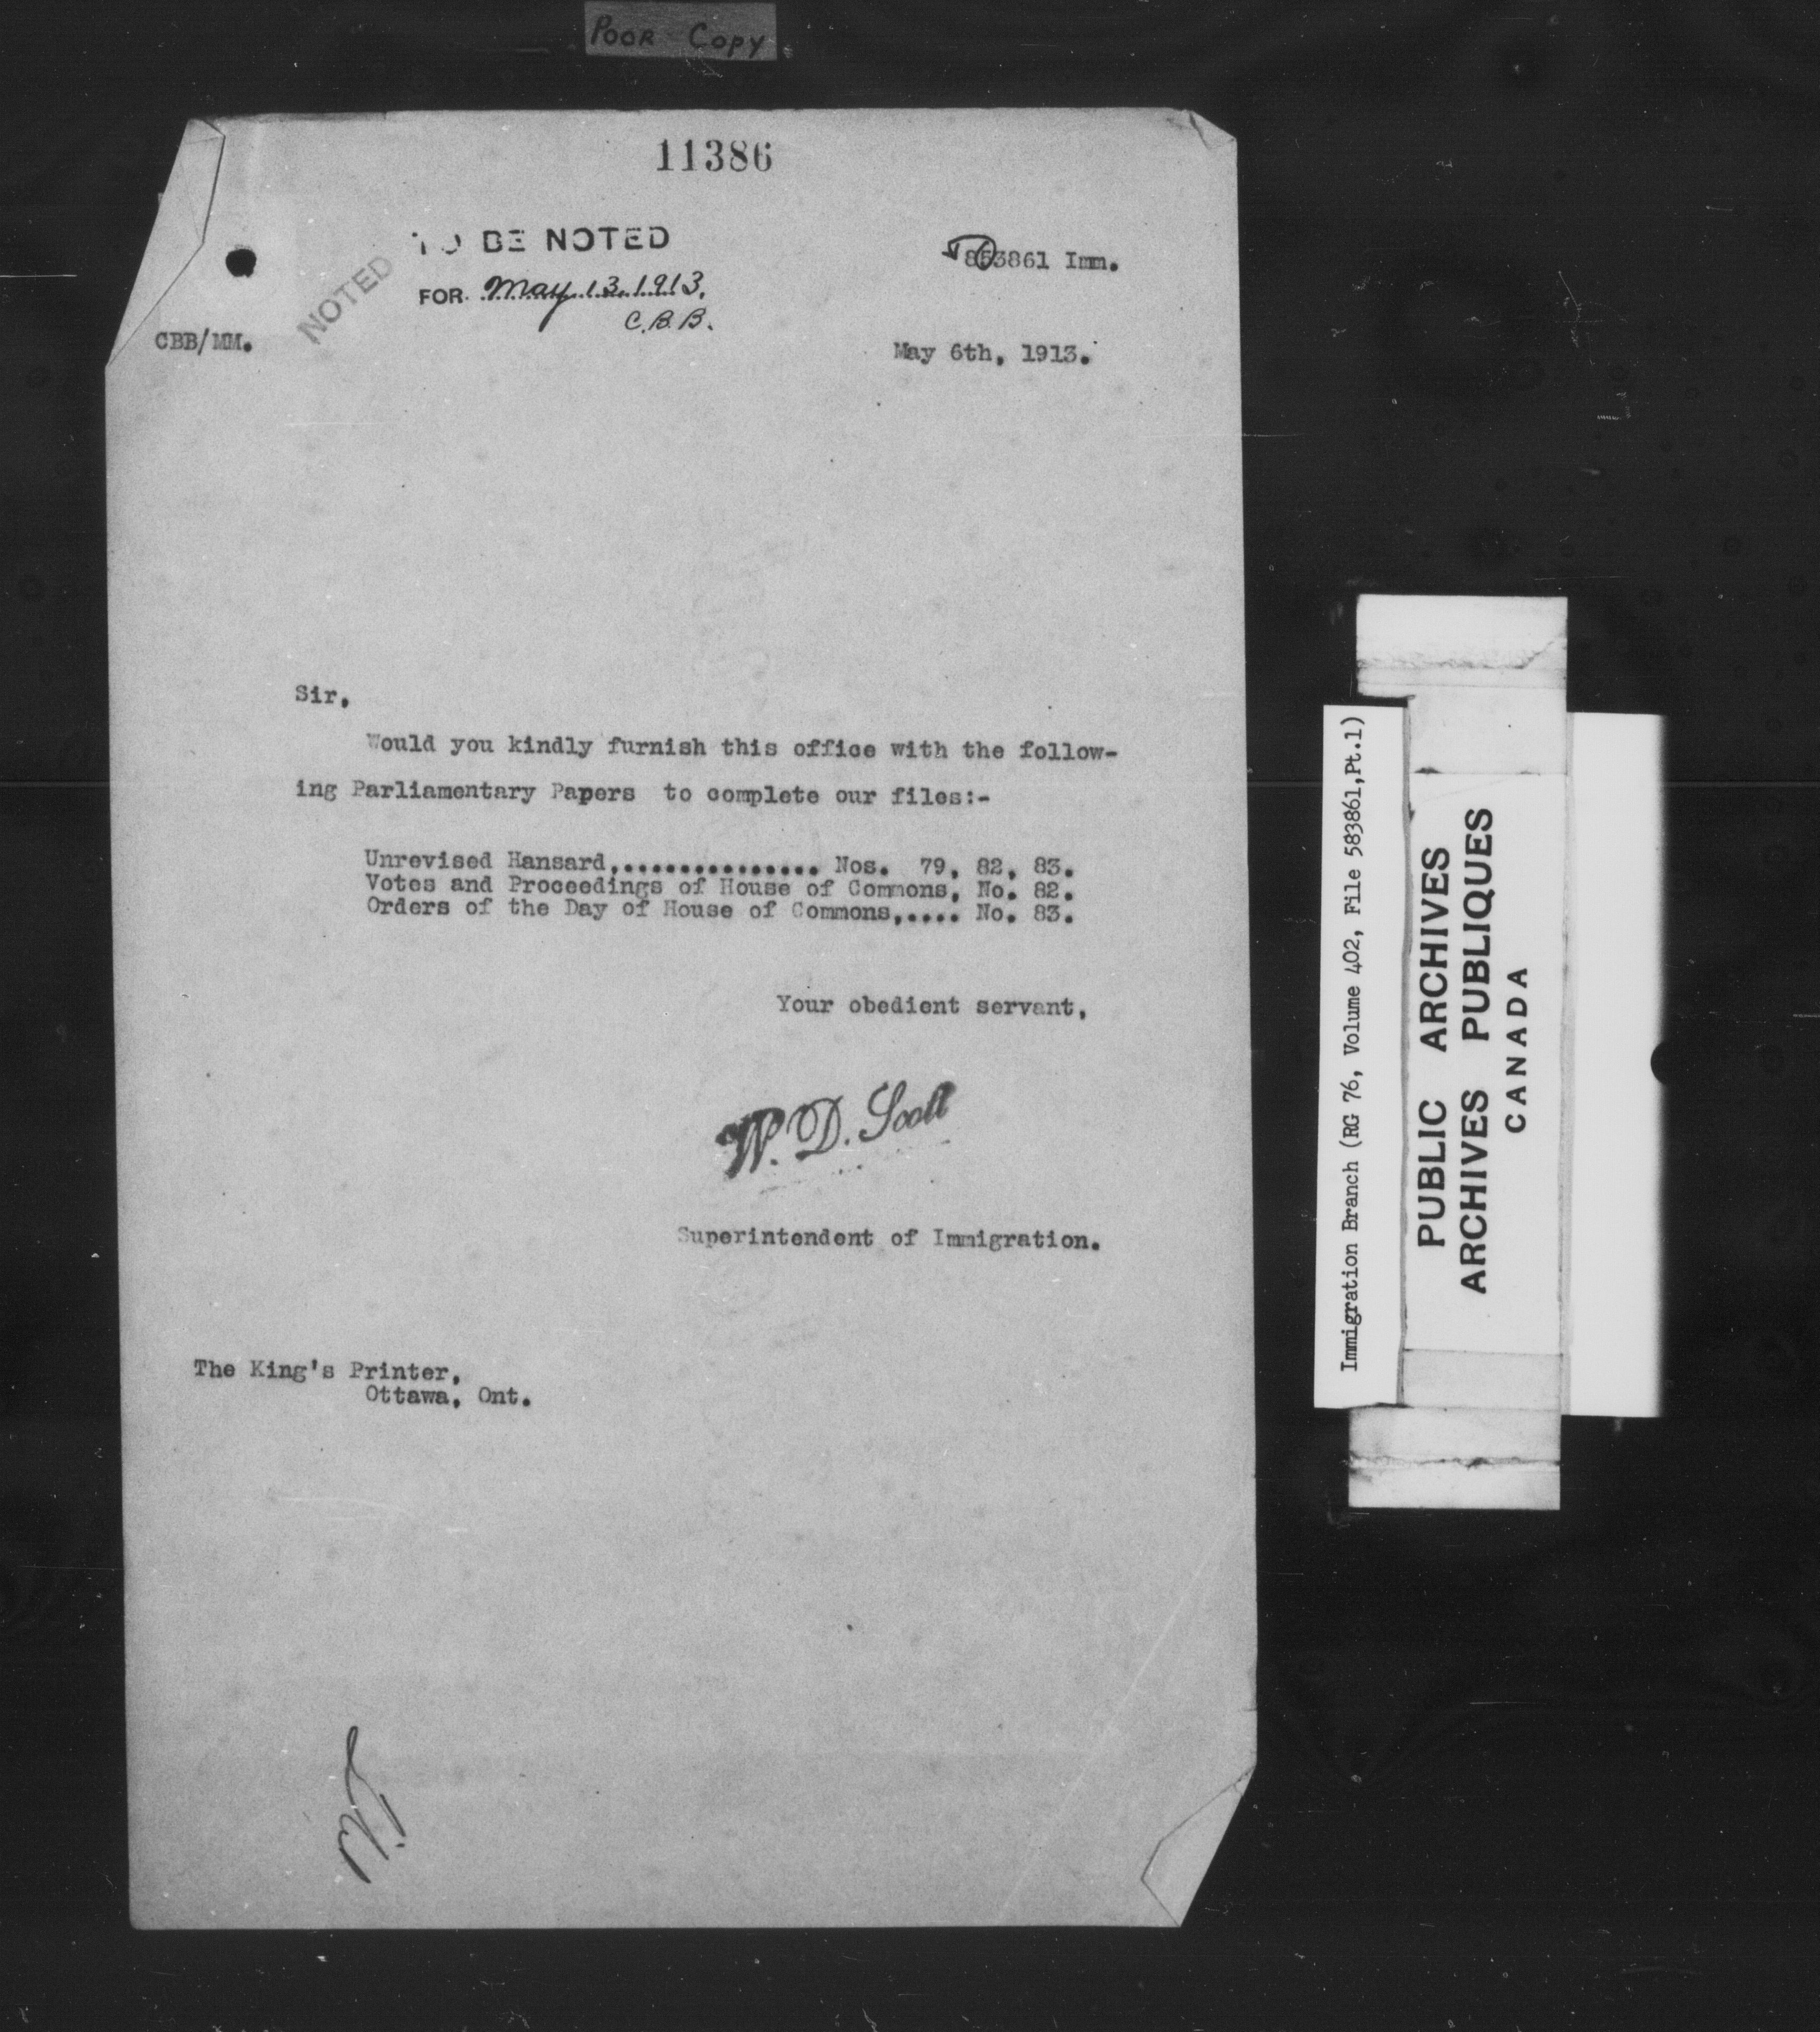 POOR COPY
11386
TO BE NOTED
FOR May 13, 1913.
C.B.B.
NOTED
853861 Imm.
CBB/MM.
May 6th, 1913.
Sir,
Would you kindly furnish this office with the follow-
ing Parliamentary Papers to complete our files:-
Unrevised Hansard,............... Nos. 79, 82, 83.
Votes and Proceedings of House of Commons, No. 82.
Orders of the Day of House of Commons,.... No. 83.
Your obedient servant,
W. D. Scott
Superintendent of Immigration.
The King's Printer,
Ottawa, Ont.
Immigration Branch (RG 76, Volume 402, File 583861,Pt.1)
PUBLIC ARCHIVES
ARCHIVES PUBLIQUES
CANADA